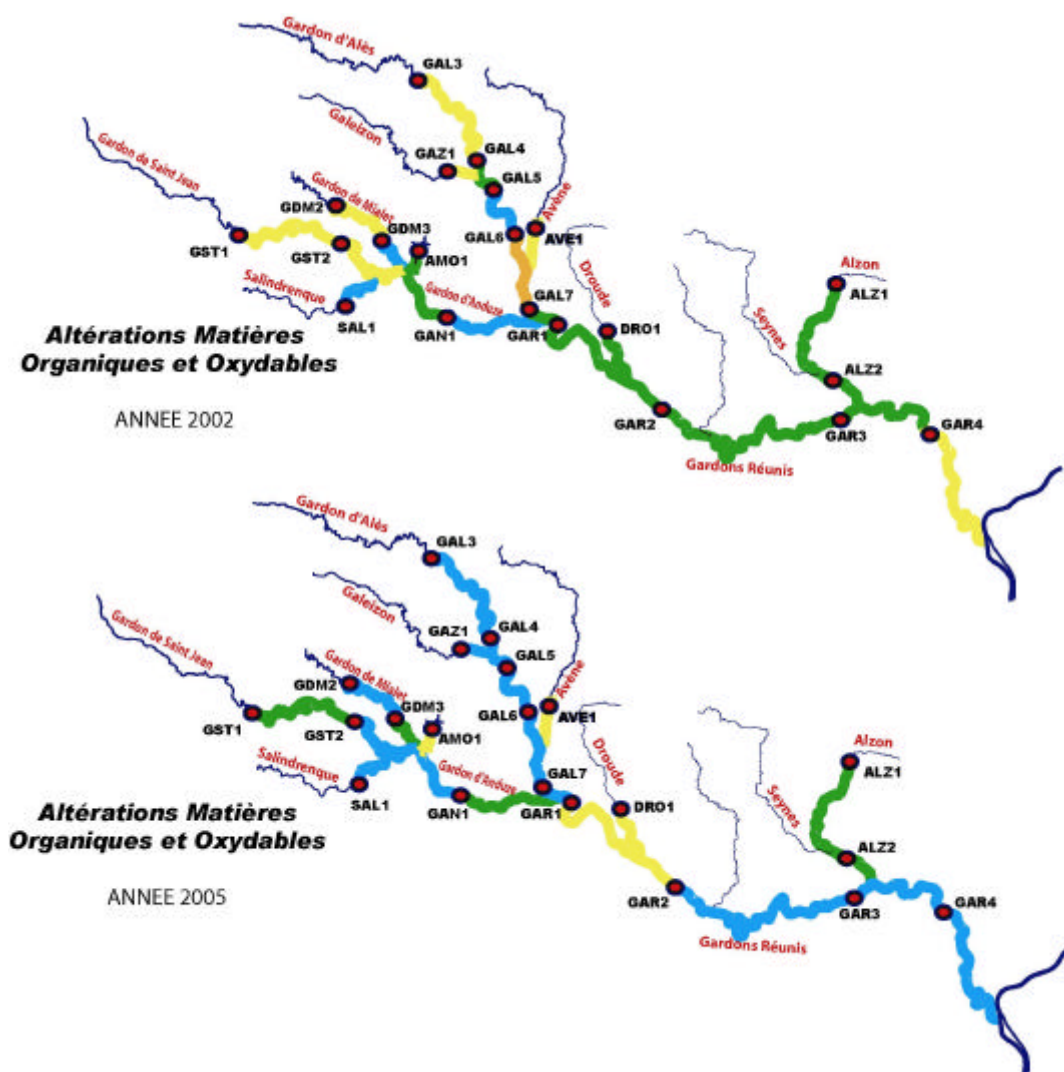 Gardon d'Alès
GAL3
Galeizon
Gardon de Saint Jean
GAZ1
GAL4
GAL5
Avène
Gardon de Mialet
GDM2
GDM3
GAL6
AVE1
GST1
GST2
AMO1
Droude
Alzon
ALZ1
Salindrenque
SAL1
Gardon d'Anduze
GAL7
Seynes
GAN1
GAR1
DRO1
Altérations Matières
Organiques et Oxydables
ALZ2
ANNEE 2002
GAR2
GAR3
GAR4
Gardons Réunis
Gardon d'Alès
GAL3
Galeizon
Gardon de Saint Jean
GAZ1
GAL4
GAL5
Avène
Gardon de Mialet
GDM2
GDM3
GAL6
AVE1
GST1
GST2
AMO1
Droude
Alzon
ALZ1
Salindrenque
SAL1
Gardon d'Anduze
GAL7
Seynes
GAN1
GAR1
DRO1
Altérations Matières
Organiques et Oxydables
ALZ2
ANNEE 2005
GAR2
GAR3
GAR4
Gardons Réunis